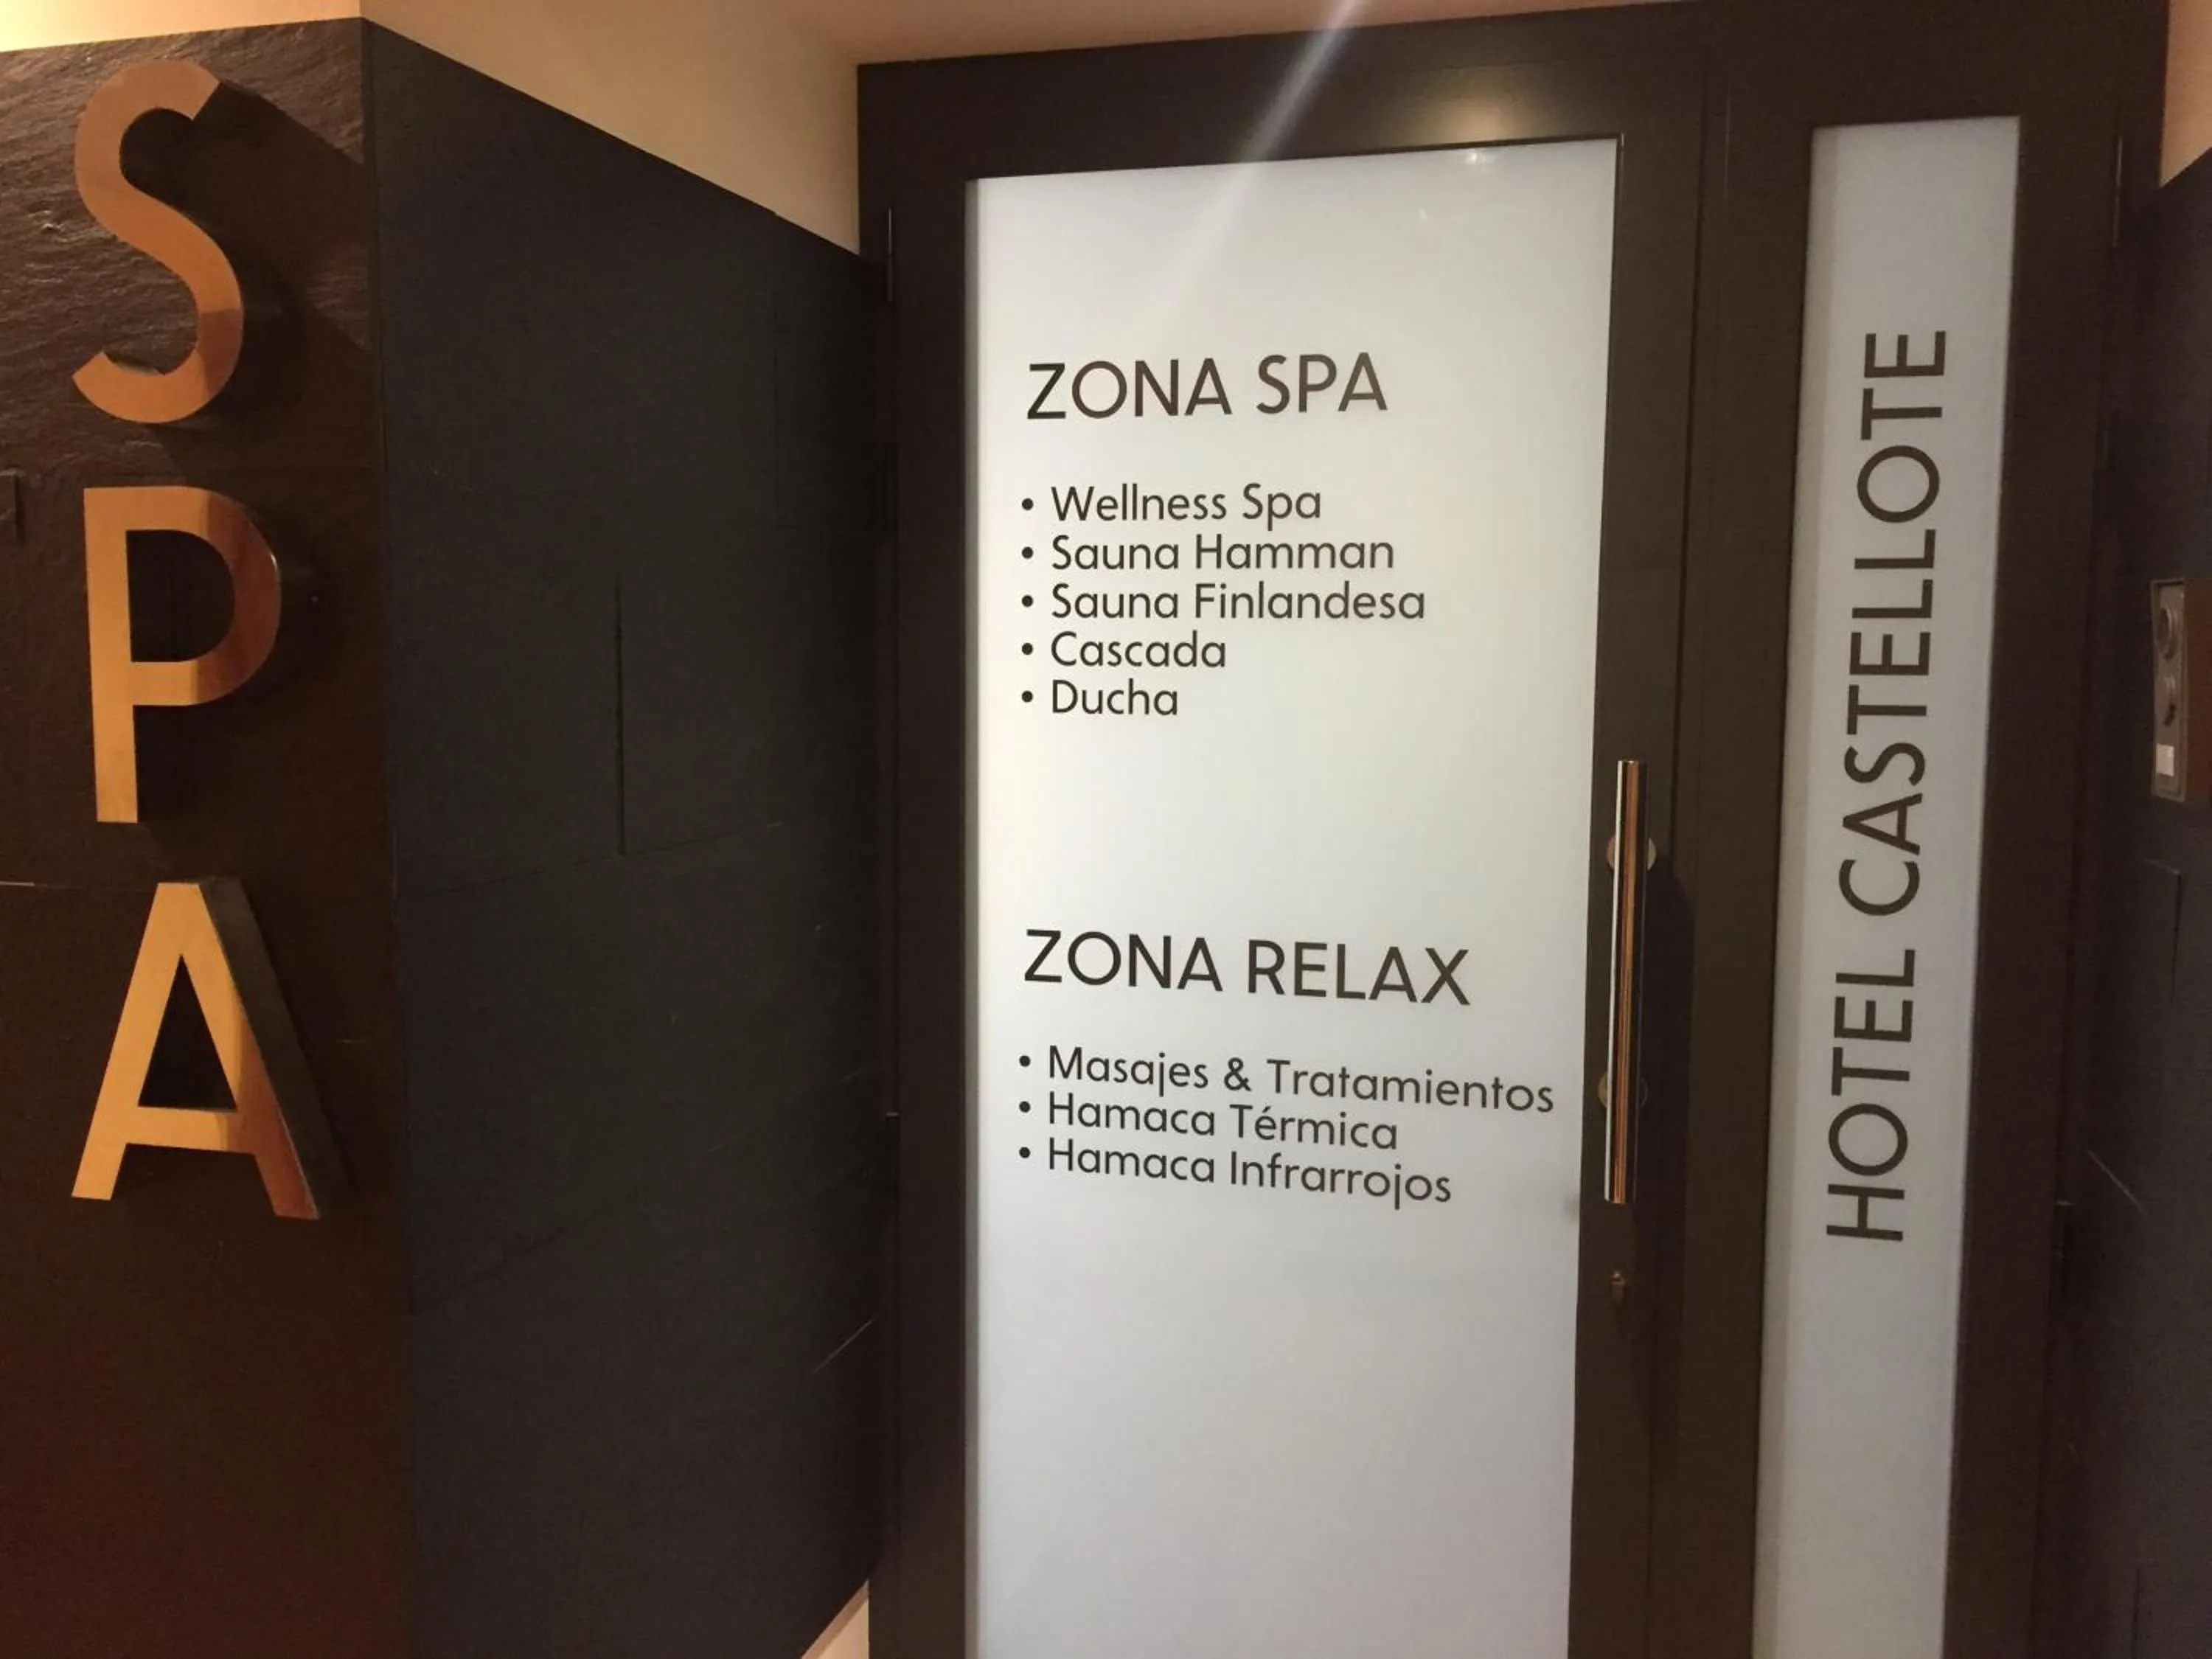 SPA
ZONA SPA
• Wellness Spa
• Sauna Hamman
• Sauna Finlandesa
• Cascada
• Ducha
ZONA RELAX
• Masajes & Tratamientos
• Hamaca Térmica
• Hamaca Infrarrojos
HOTEL CASTELLOTE